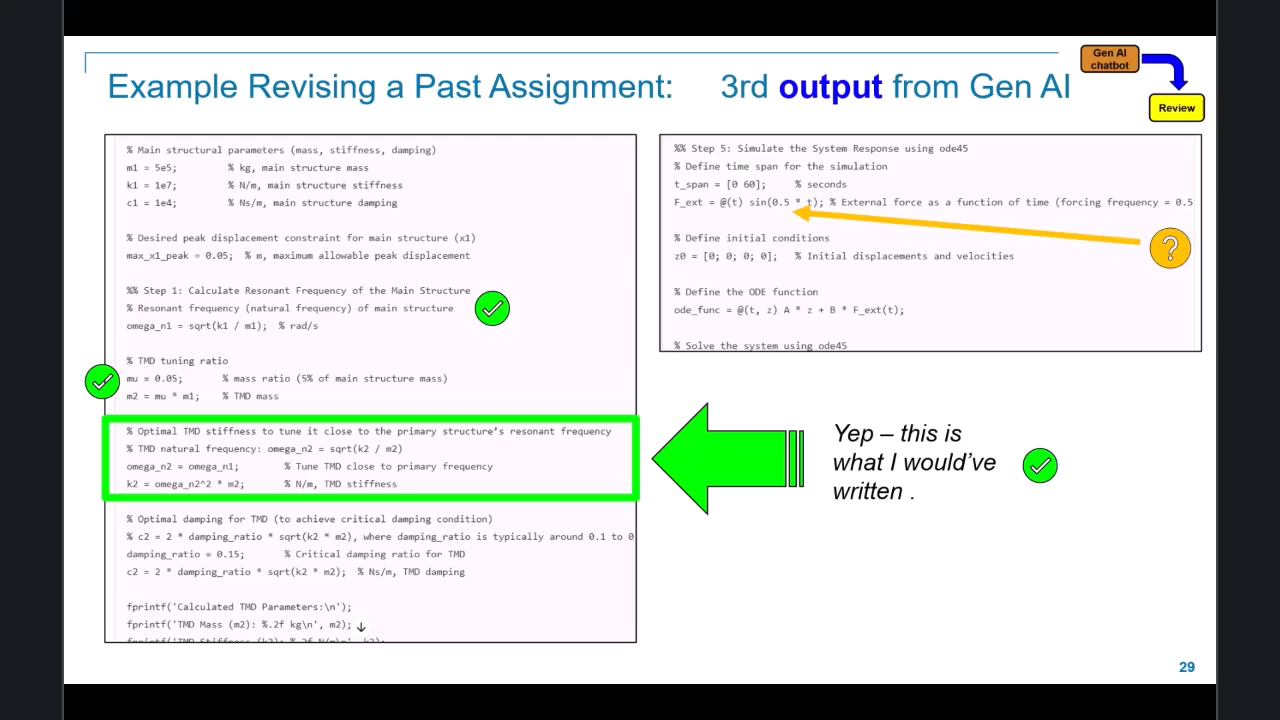 Example Revising a Past Assignment: 3rd output from Gen AI
Gen AI
chatbot
Review
% Main structural parameters (mass, stiffness, damping)
m1 = 5e5; % kg, main structure mass
k1 = 1e7; % N/m, main structure stiffness
c1 = 1e4; % Ns/m, main structure damping
% Desired peak displacement constraint for main structure (x1)
max_x1_peak = 0.05; % m, maximum allowable peak displacement
%% Step 1: Calculate Resonant Frequency of the Main Structure
% Resonant frequency (natural frequency) of main structure
omega_n1 = sqrt(k1 / m1); % rad/s
% TMD tuning ratio
mu = 0.05; % mass ratio (5% of main structure mass)
m2 = mu * m1; % TMD mass
% Optimal TMD stiffness to tune it close to the primary structure's resonant frequency
% TMD natural frequency: omega_n2 = sqrt(k2 / m2)
omega_n2 = omega_n1; % Tune TMD close to primary frequency
k2 = omega_n2^2 * m2; % N/m, TMD stiffness
% Optimal damping for TMD (to achieve critical damping condition)
% c2 = 2 * damping_ratio * sqrt(k2 * m2), where damping_ratio is typically around 0.1 to 0
damping_ratio = 0.15; % Critical damping ratio for TMD
c2 = 2 * damping_ratio * sqrt(k2 * m2); % Ns/m, TMD damping
fprintf('Calculated TMD Parameters:\n');
fprintf('TMD Mass (m2): %.2f kg\n', m2);
fprintf('TMD Stiffness (k2): %.2f N/m\n', k2);
%% Step 5: Simulate the System Response using ode45
% Define time span for the simulation
t_span = [0 60]; % seconds
F_ext = @(t) sin(0.5 * t); % External force as a function of time (forcing frequency = 0.5
% Define initial conditions
z0 = [0; 0; 0; 0]; % Initial displacements and velocities
% Define the ODE function
ode_func = @(t, z) A * z + B * F_ext(t);
% Solve the system using ode45
?
Yep – this is
what I would've
written .
29